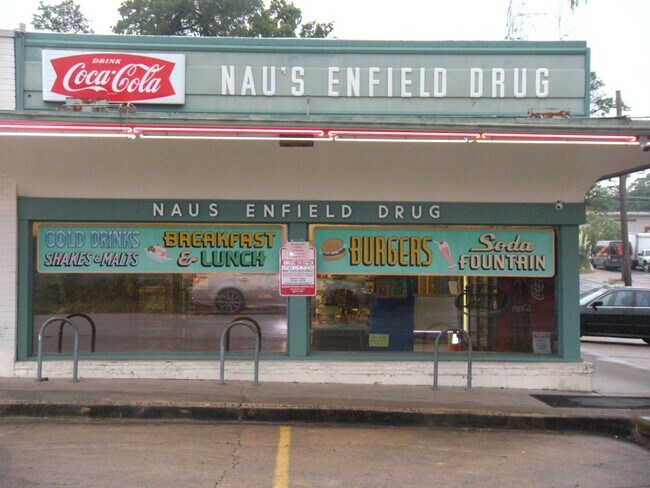 DRINK
Coca-Cola
NAU'S ENFIELD DRUG
NAUS ENFIELD DRUG
COLD DRINKS
SHAKES & MALTS
BREAKFAST
& LUNCH
BURGERS
Soda
FOUNTAIN